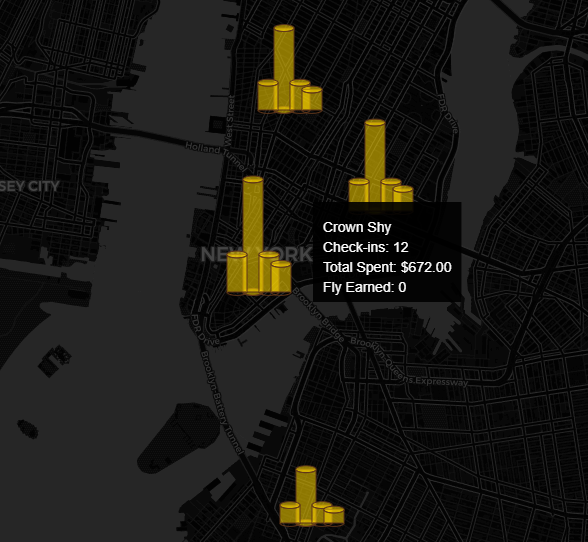 West Street
FDR Drive
Holland Tunnel
SEY CITY
NEW YORK
Crown Shy
Check-ins: 12
Total Spent: $672.00
Fly Earned: 0
Brooklyn Bridge
FDR Drive
Brooklyn-Queens Expressway
Brooklyn-Battery Tunnel